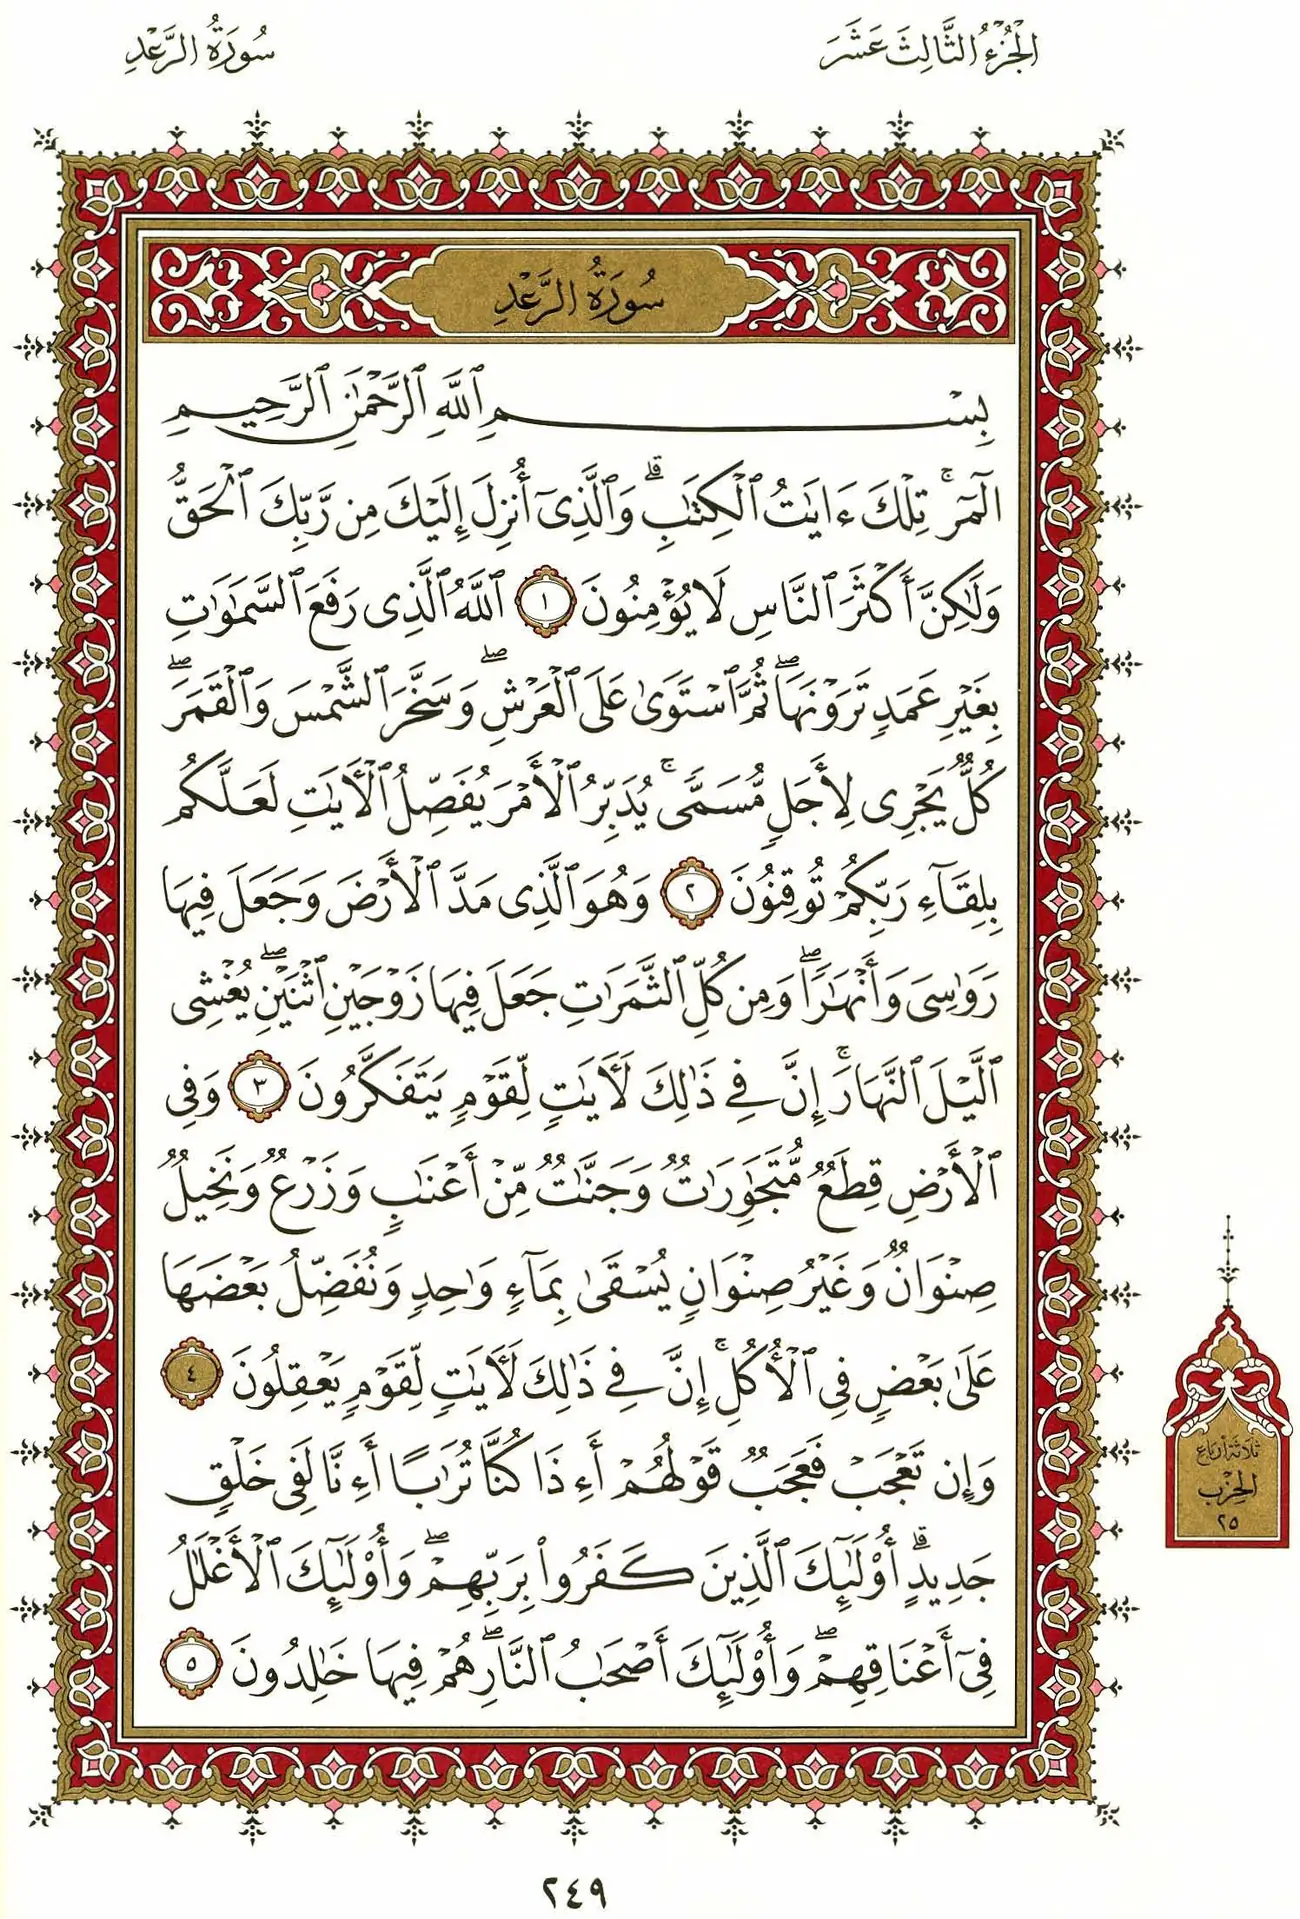 الجُزْءُ الثَّالِثَ عَشَرَ
سُورَةُ الرَّعْدِ
سُورَةُ الرَّعْدِ
بِسْمِ ٱللَّهِ ٱلرَّحْمَٰنِ ٱلرَّحِيمِ
الٓمٓرۚ تِلْكَ ءَايَٰتُ ٱلْكِتَٰبِۗ وَٱلَّذِىٓ أُنزِلَ إِلَيْكَ مِن رَّبِّكَ ٱلْحَقُّ
وَلَٰكِنَّ أَكْثَرَ ٱلنَّاسِ لَا يُؤْمِنُونَ ١ ٱللَّهُ ٱلَّذِى رَفَعَ ٱلسَّمَٰوَٰتِ
بِغَيْرِ عَمَدٍ تَرَوْنَهَاۖ ثُمَّ ٱسْتَوَىٰ عَلَى ٱلْعَرْشِۖ وَسَخَّرَ ٱلشَّمْسَ وَٱلْقَمَرَۖ
كُلٌّ يَجْرِى لِأَجَلٍ مُّسَمًّىۚ يُدَبِّرُ ٱلْأَمْرَ يُفَصِّلُ ٱلْءَايَٰتِ لَعَلَّكُم
بِلِقَآءِ رَبِّكُمْ تُوقِنُونَ ٢ وَهُوَ ٱلَّذِى مَدَّ ٱلْأَرْضَ وَجَعَلَ فِيهَا
رَوَٰسِىَ وَأَنْهَٰرًاۖ وَمِن كُلِّ ٱلثَّمَرَٰتِ جَعَلَ فِيهَا زَوْجَيْنِ ٱثْنَيْنِۖ يُغْشِى
ٱلَّيْلَ ٱلنَّهَارَۚ إِنَّ فِى ذَٰلِكَ لَءَايَٰتٍ لِّقَوْمٍ يَتَفَكَّرُونَ ٣ وَفِى
ٱلْأَرْضِ قِطَعٌ مُّتَجَٰوِرَٰتٌ وَجَنَّٰتٌ مِّنْ أَعْنَٰبٍ وَزَرْعٌ وَنَخِيلٌ
صِنْوَانٌ وَغَيْرُ صِنْوَانٍ يُسْقَىٰ بِمَآءٍ وَٰحِدٍ وَنُفَضِّلُ بَعْضَهَا
عَلَىٰ بَعْضٍ فِى ٱلْأُكُلِۚ إِنَّ فِى ذَٰلِكَ لَءَايَٰتٍ لِّقَوْمٍ يَعْقِلُونَ ٤
وَإِن تَعْجَبْ فَعَجَبٌ قَوْلُهُمْ أَءِذَا كُنَّا تُرَٰبًا أَءِنَّا لَفِى خَلْقٍ
جَدِيدٍۗ أُو۟لَٰٓئِكَ ٱلَّذِينَ كَفَرُوا۟ بِرَبِّهِمْۖ وَأُو۟لَٰٓئِكَ ٱلْأَغْلَٰلُ
فِىٓ أَعْنَاقِهِمْۖ وَأُو۟لَٰٓئِكَ أَصْحَٰبُ ٱلنَّارِۖ هُمْ فِيهَا خَٰلِدُونَ ٥
ثلاثة أرباع
الحزب
٢٥
٢٤٩